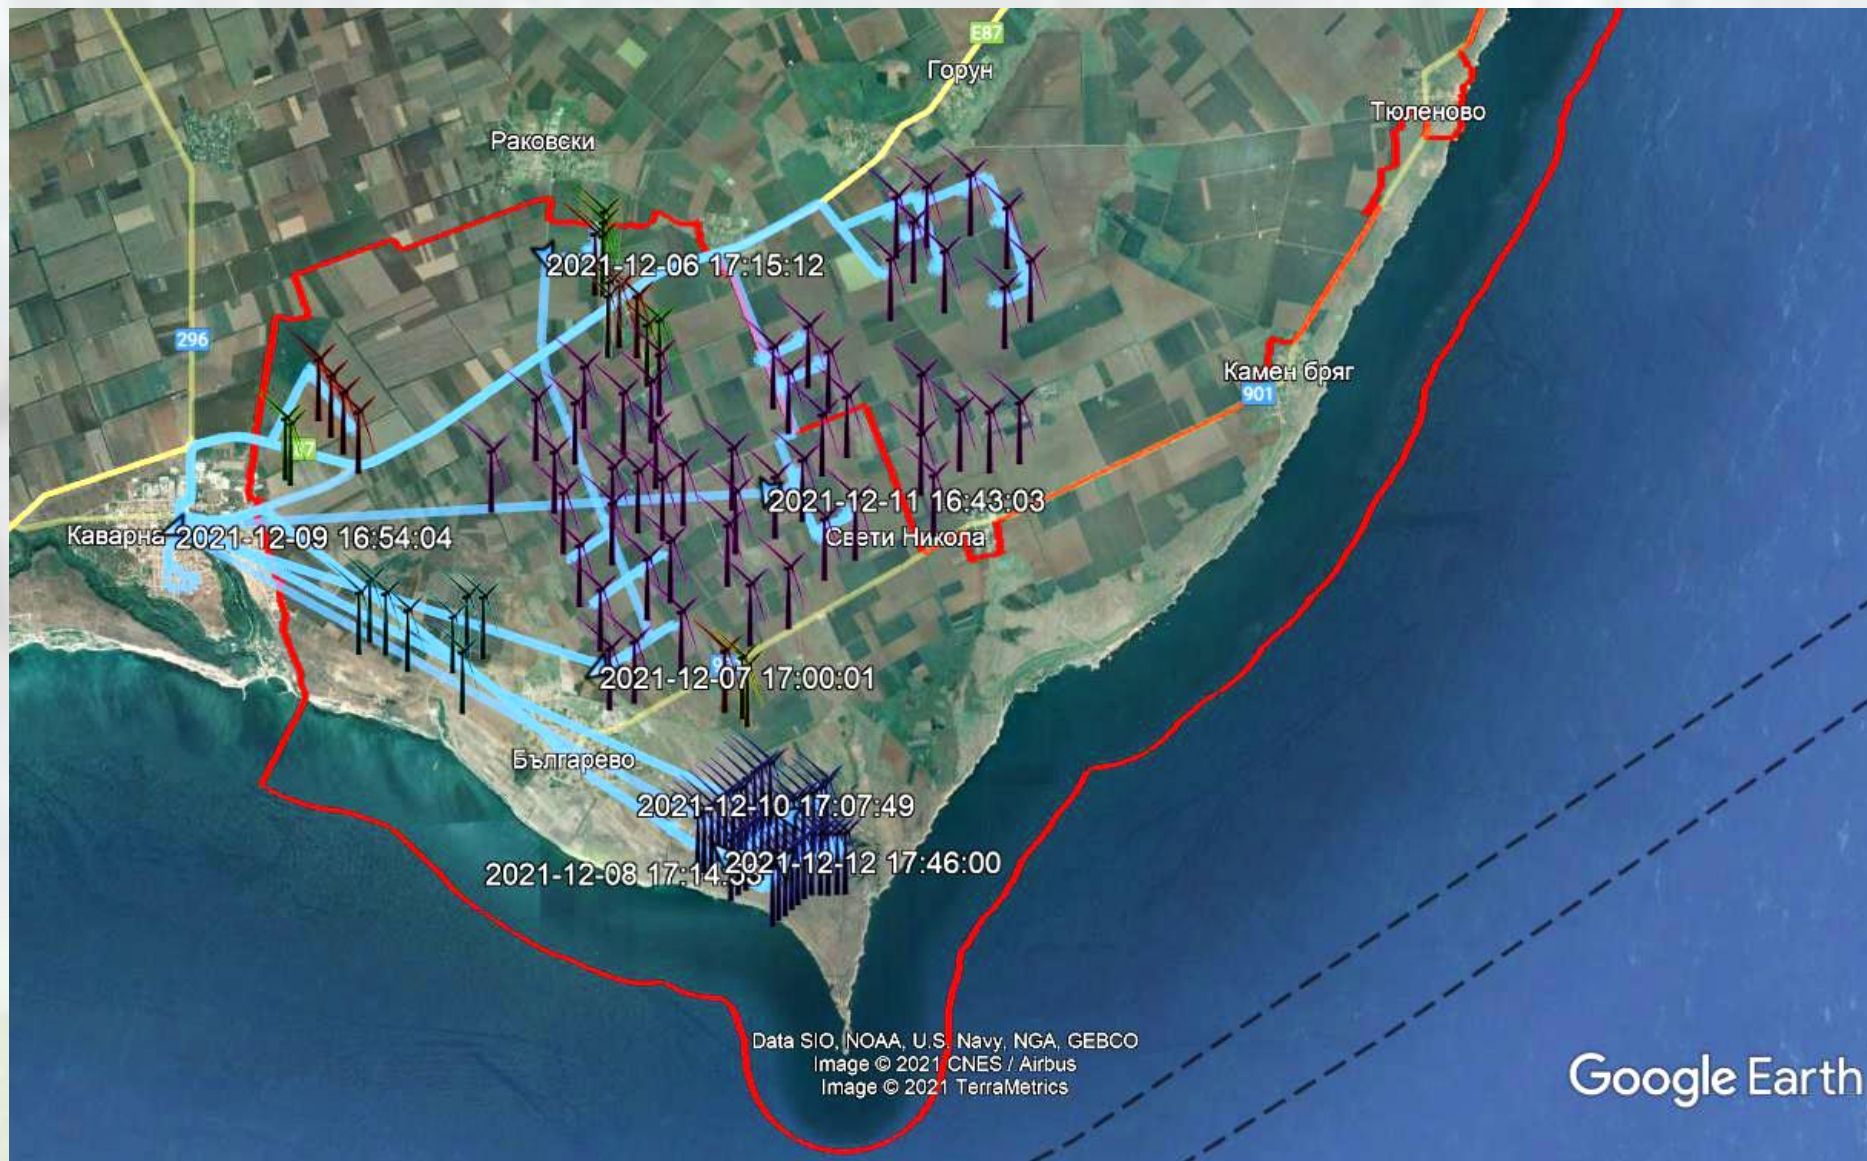 E87
Горун
Тюленово
Раковски
2021-12-06 17:15:12
296
Камен бряг
901
2021-12-11 16:43:03
Свети Никола
Каварна
2021-12-09 16:54:04
2021-12-07 17:00:01
Българево
2021-12-10 17:07:49
2021-12-12 17:46:00
2021-12-08
Data SIO, NOAA, U.S. Navy, NGA, GEBCO
Image © 2021 CNES / Airbus
Image © 2021 TerraMetrics
Google Earth